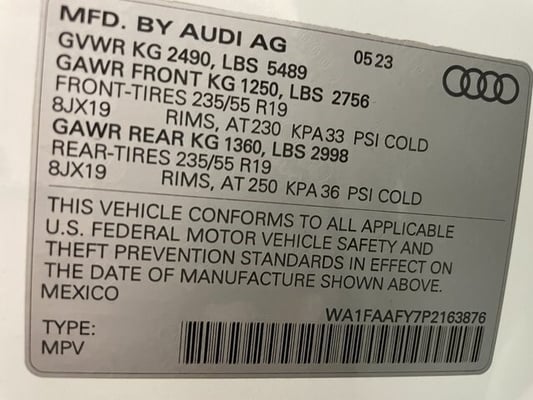 MFD. BY AUDI AG 0523
GVWR KG 2490, LBS 5489
GAWR FRONT KG 1250, LBS 2756
FRONT-TIRES 235/55 R19
8JX19 RIMS, AT 230 KPA 33 PSI COLD
GAWR REAR KG 1360, LBS 2998
REAR-TIRES 235/55 R19
8JX19 RIMS, AT 250 KPA 36 PSI COLD
THIS VEHICLE CONFORMS TO ALL APPLICABLE
U.S. FEDERAL MOTOR VEHICLE SAFETY AND
THEFT PREVENTION STANDARDS IN EFFECT ON
THE DATE OF MANUFACTURE SHOWN ABOVE.
MEXICO
WA1FAAFY7P2163876
TYPE:
MPV